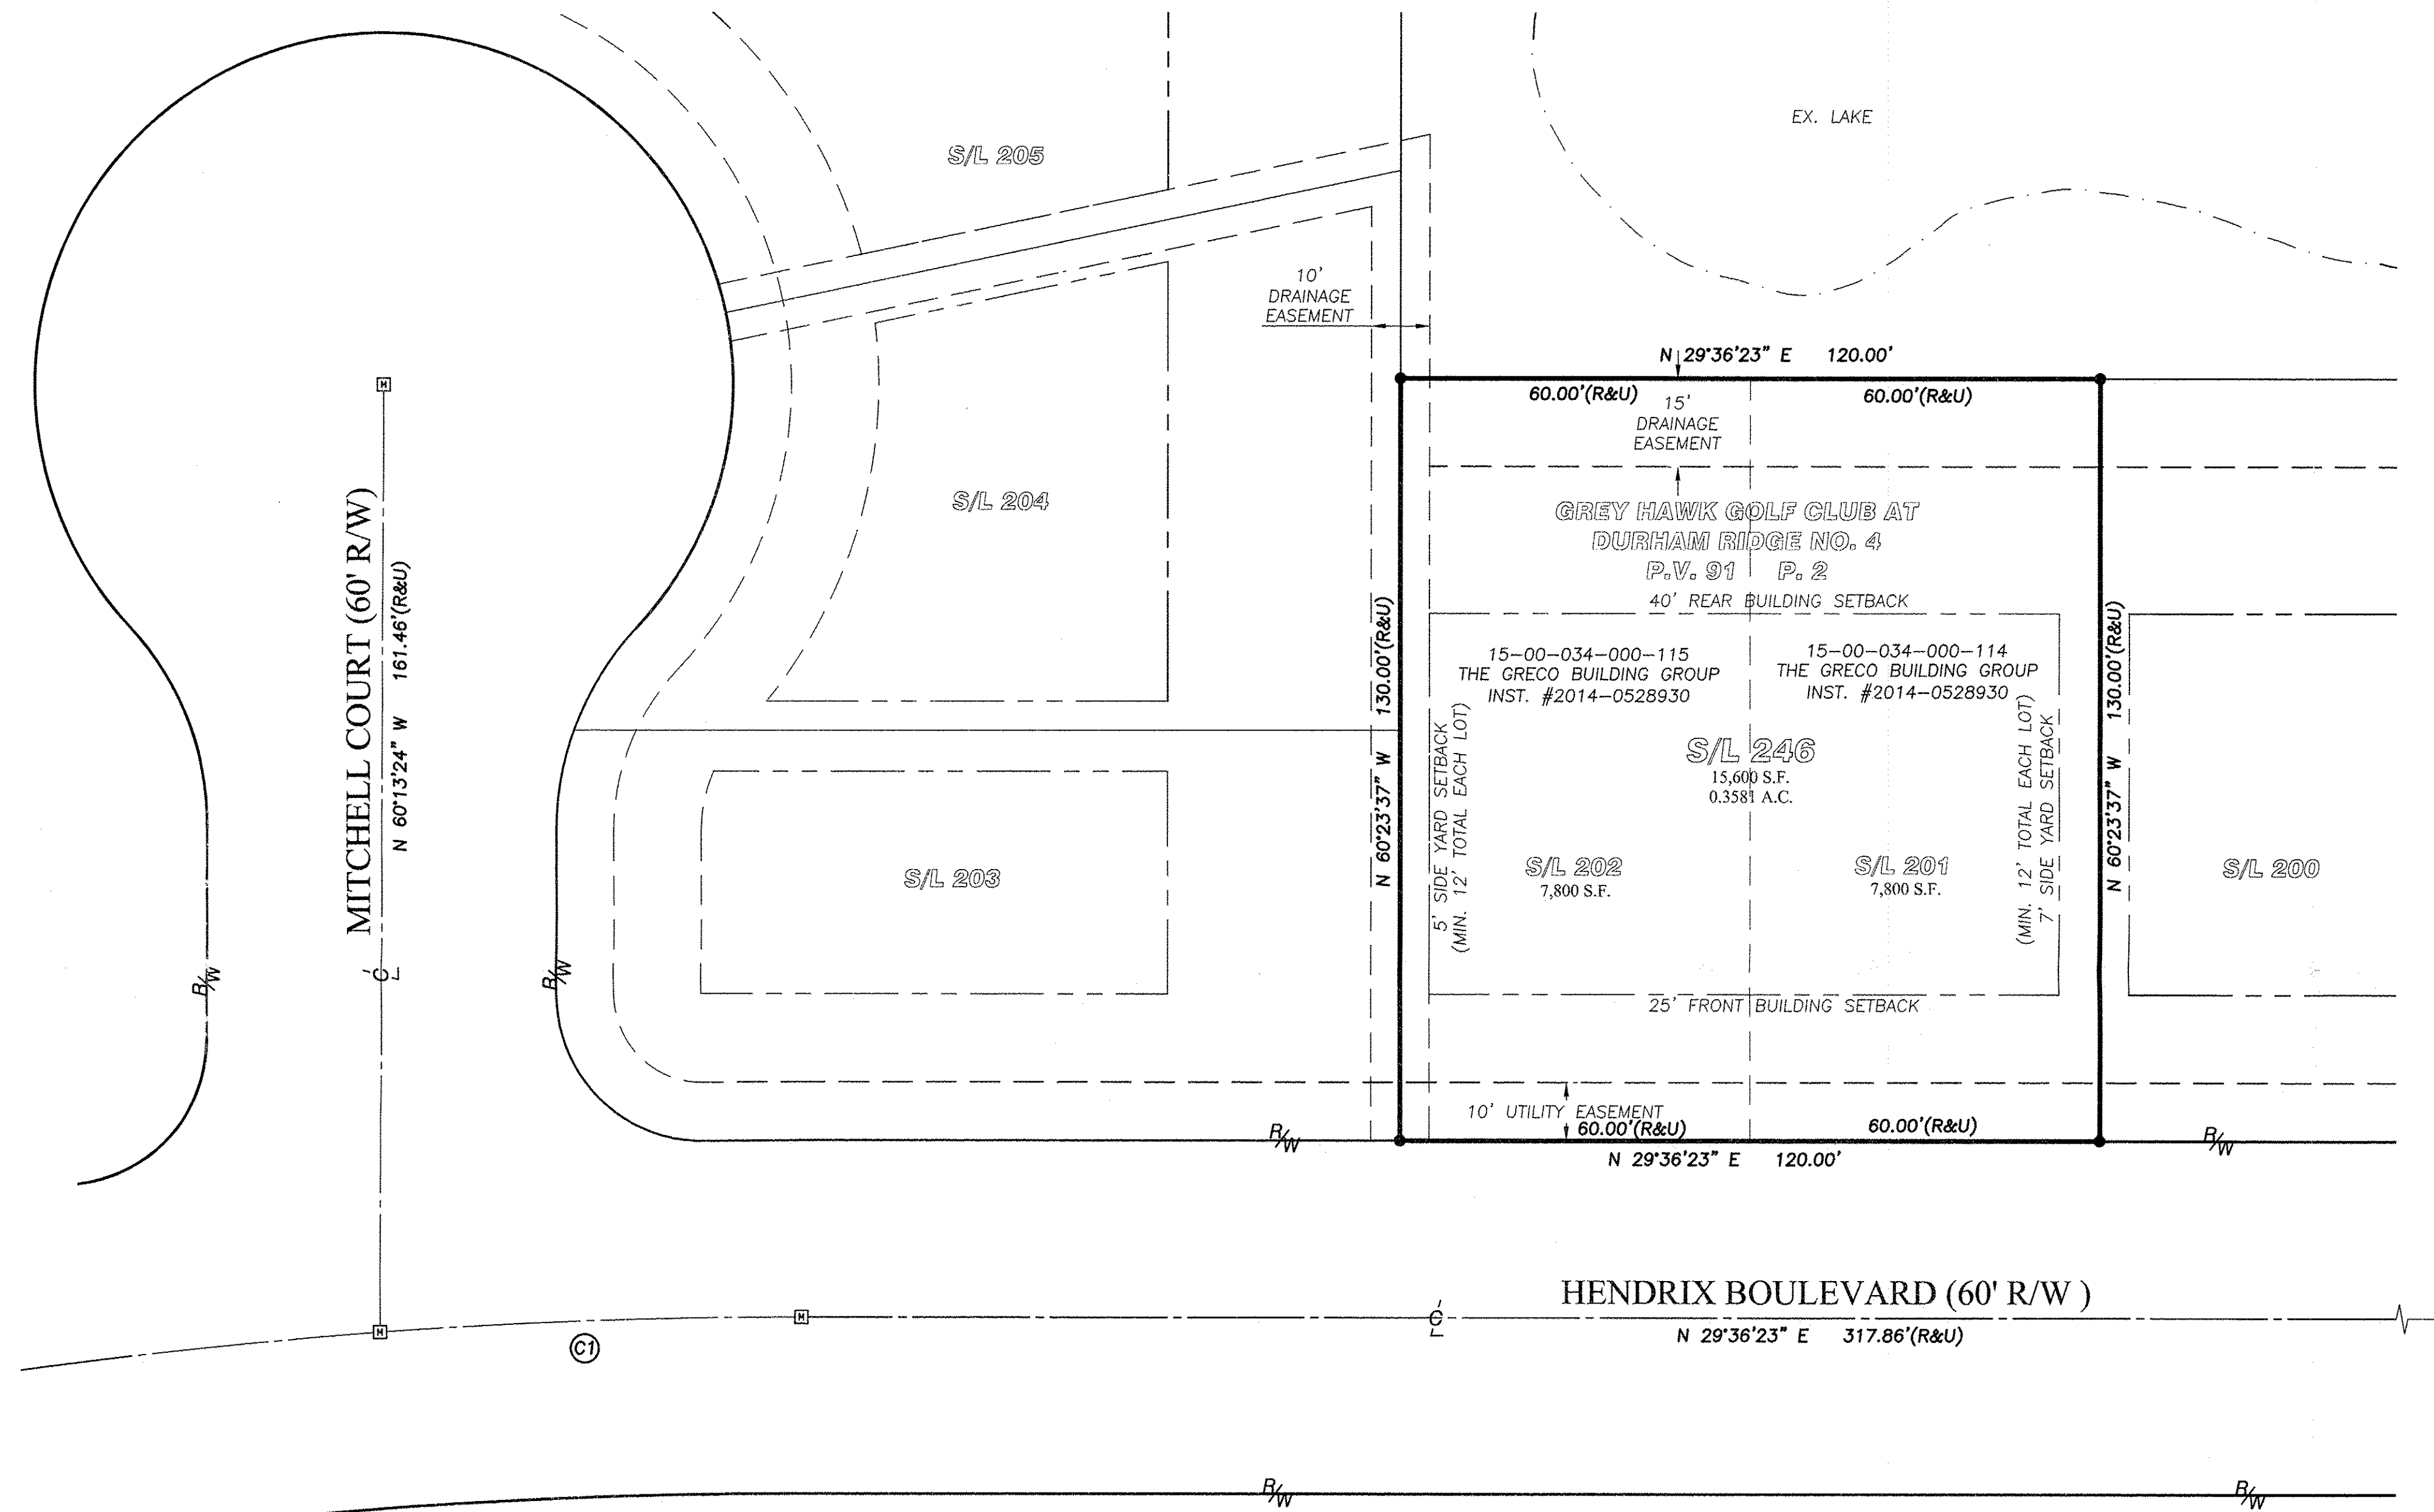 EX. LAKE
S/L 205
10'
DRAINAGE
EASEMENT
N 29°36'23" E 120.00'
60.00'(R&U)
60.00'(R&U)
15'
DRAINAGE
EASEMENT
S/L 204
GREY HAWK GOLF CLUB AT
DURHAM RIDGE NO. 4
P.V. 91 P. 2
40' REAR BUILDING SETBACK
MITCHELL COURT (60' R/W)
N 60°13'24" W 161.46'(R&U)
N 60°23'37" W 130.00'(R&U)
15-00-034-000-115
THE GRECO BUILDING GROUP
INST. #2014-0528930
15-00-034-000-114
THE GRECO BUILDING GROUP
INST. #2014-0528930
N 60°23'37" W 130.00'(R&U)
5' SIDE YARD SETBACK
(MIN. 12' TOTAL EACH LOT)
S/L 246
15,600 S.F.
0.3581 A.C.
(MIN. 12' TOTAL EACH LOT)
7' SIDE YARD SETBACK
S/L 203
S/L 202
7,800 S.F.
S/L 201
7,800 S.F.
S/L 200
R/W
CL
R/W
25' FRONT BUILDING SETBACK
10' UTILITY EASEMENT
60.00'(R&U)
60.00'(R&U)
R/W
R/W
N 29°36'23" E 120.00'
HENDRIX BOULEVARD (60' R/W )
CL
N 29°36'23" E 317.86'(R&U)
M
M
M
C1
R/W
R/W